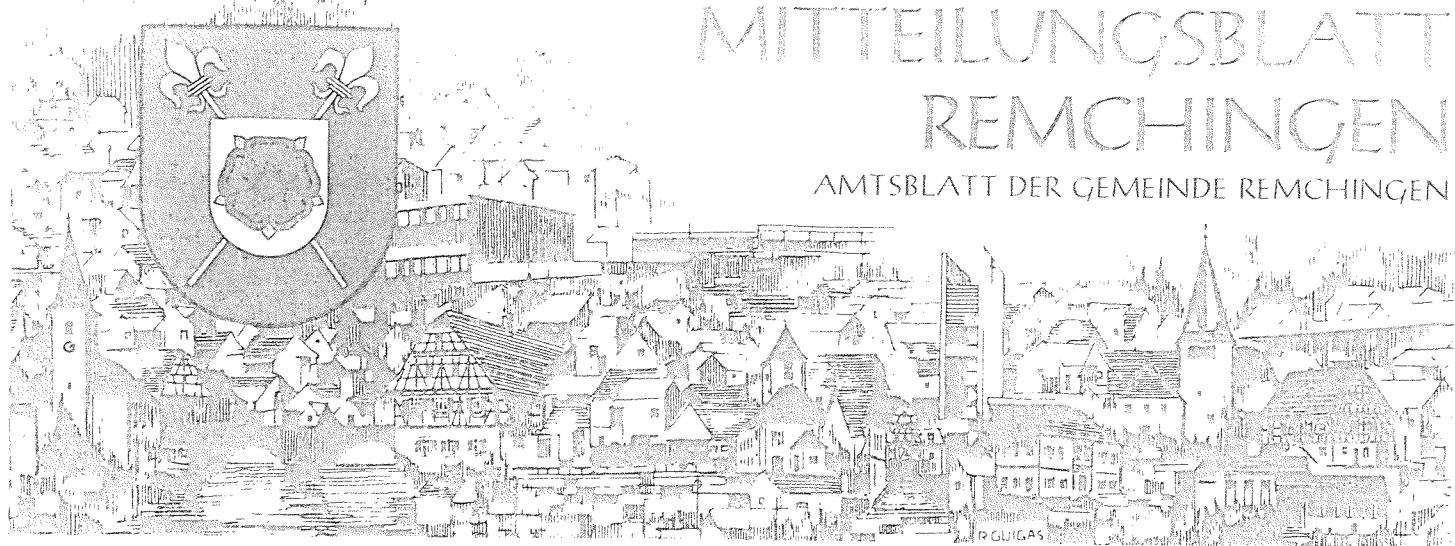 MITTEILUNGSBLATT
REMCHINGEN
AMTSBLATT DER GEMEINDE REMCHINGEN
R.GUIGAS